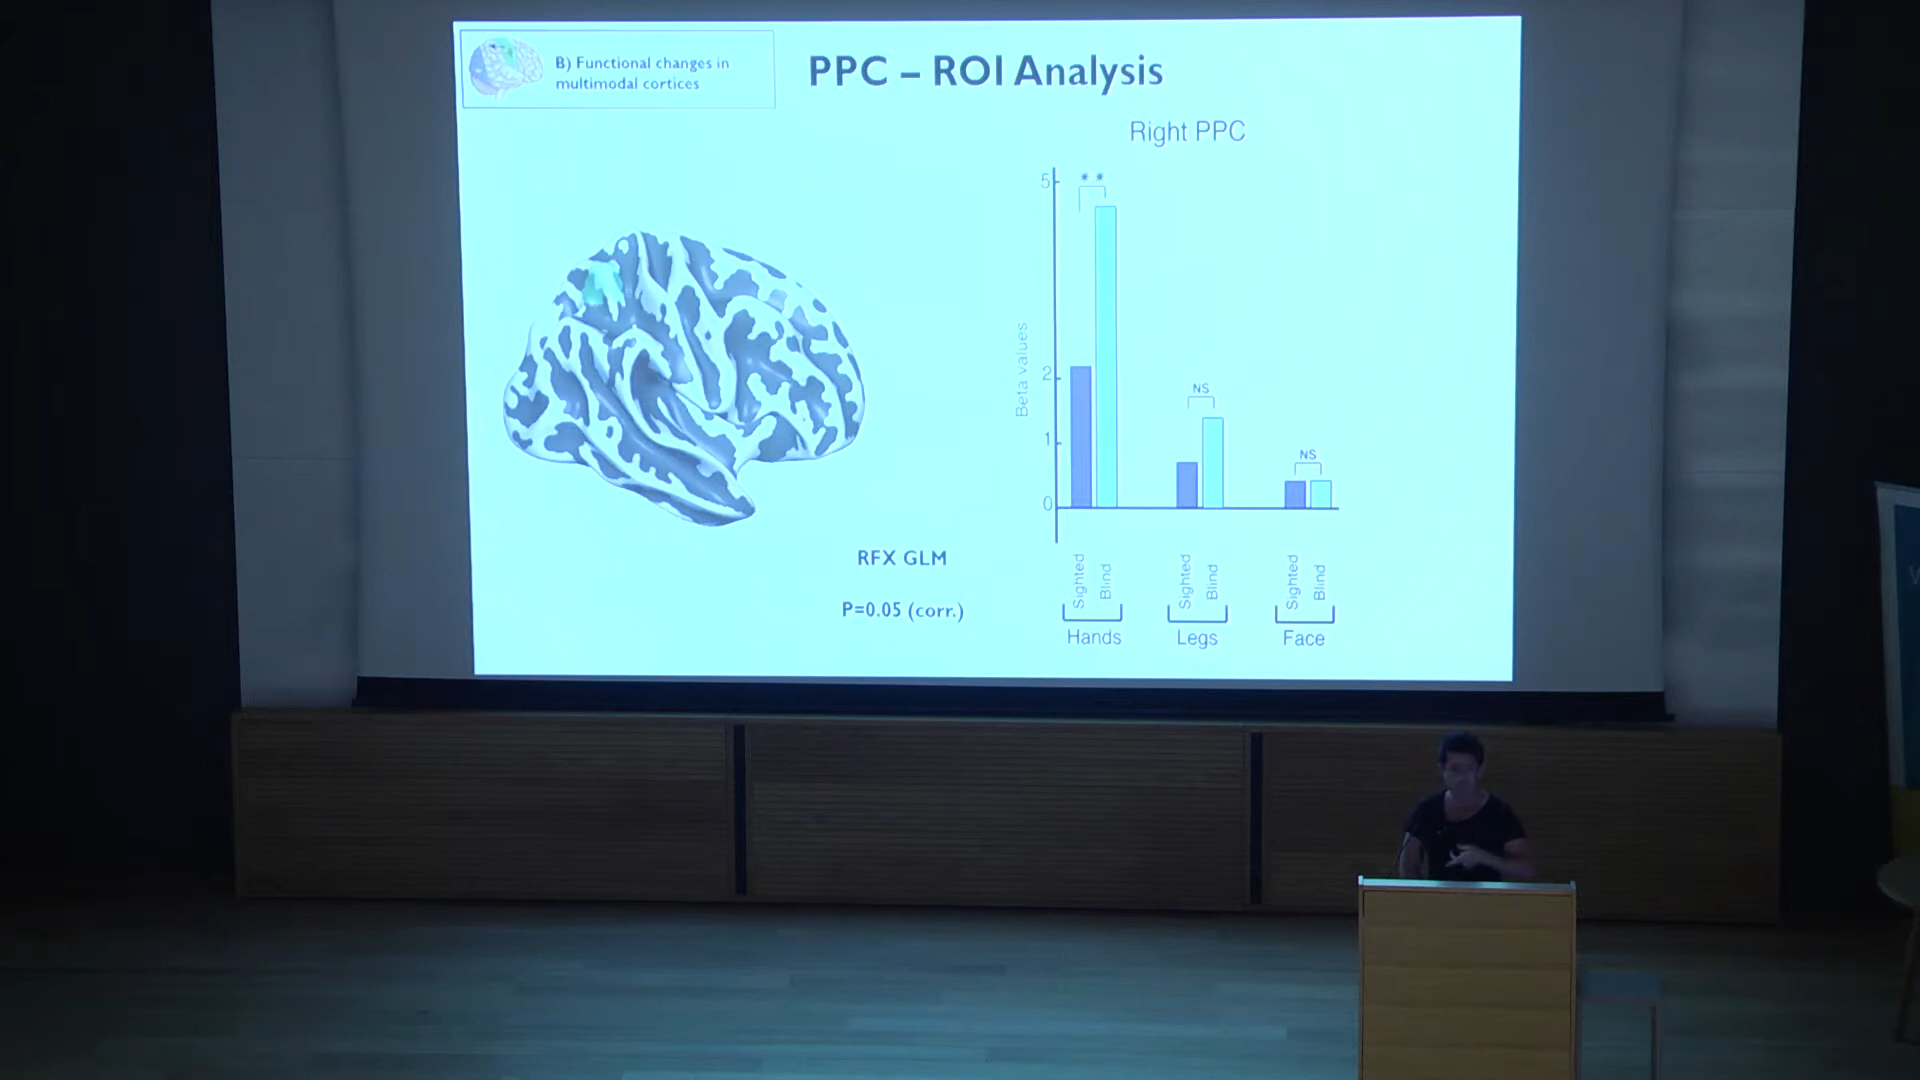 B) Functional changes in
multimodal cortices
PPC – ROI Analysis
Right PPC
5
* *
2
1
0
Beta values
NS
NS
RFX GLM
P=0.05 (corr.)
Sighted
Blind
Sighted
Blind
Sighted
Blind
Hands
Legs
Face